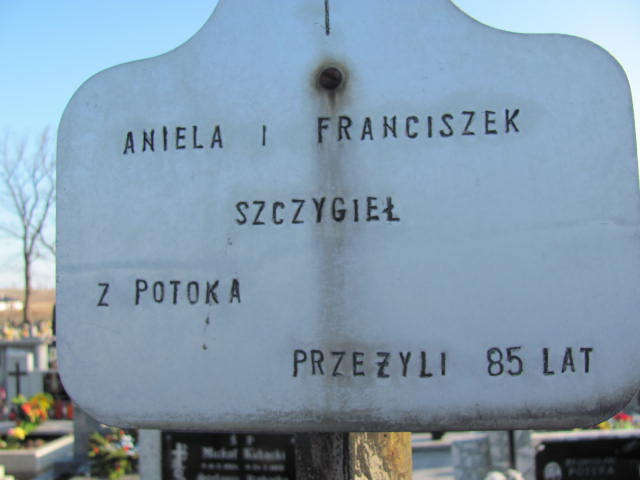 ANIELA I FRANCISZEK
SZCZYGIEŁ
Z POTOKA
PRZEŻYLI 85 LAT
Ś P